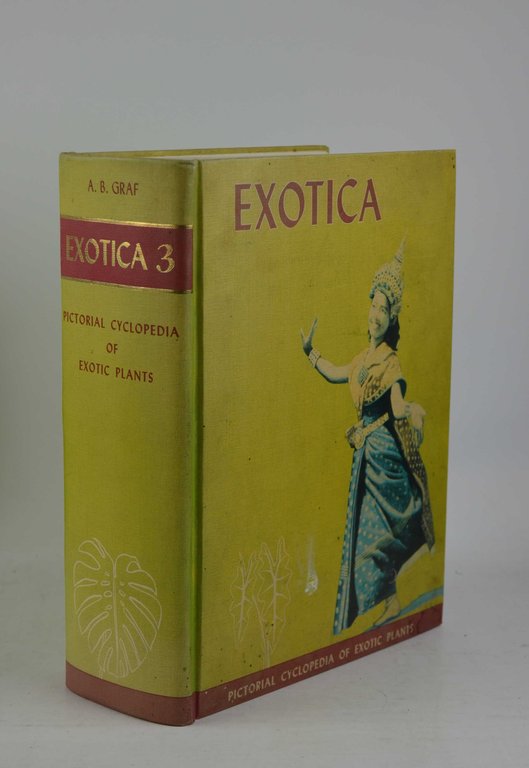 A. B. GRAF
EXOTICA 3
PICTORIAL CYCLOPEDIA
OF
EXOTIC PLANTS
EXOTICA
PICTORIAL CYCLOPEDIA OF EXOTIC PLANTS